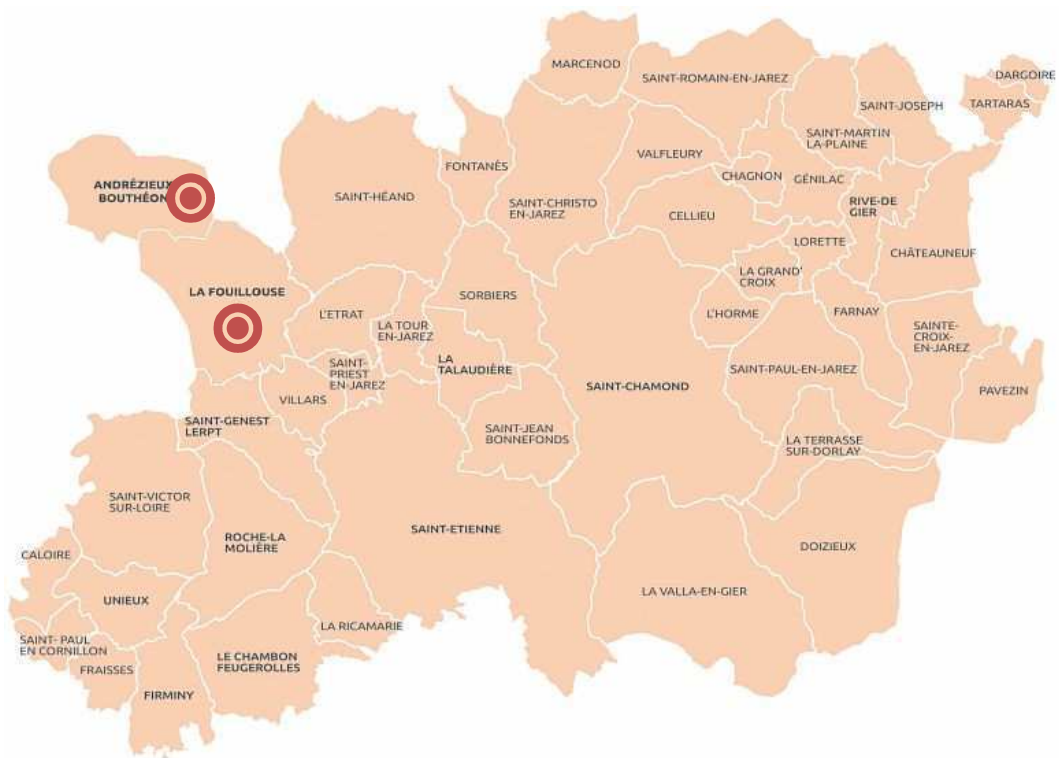 MARCENOD
SAINT-ROMAIN-EN-JAREZ
DARGOIRE
TARTARAS
SAINT-JOSEPH
SAINT-MARTIN
LA-PLAINE
VALFLEURY
FONTANÈS
CHAGNON
GÉNILAC
ANDRÉZIEUX
BOUTHÉON
SAINT-HÉAND
SAINT-CHRISTO
EN-JAREZ
CELLIEU
RIVE-DE
GIER
LORETTE
CHÂTEAUNEUF
LA GRAND'
CROIX
LA FOUILLOUSE
SORBIERS
L'ETRAT
LA TOUR
EN-JAREZ
L'HORME
FARNAY
SAINTE-
CROIX-
EN-JAREZ
SAINT-
PRIEST
EN-JAREZ
LA
TALAUDIÈRE
SAINT-CHAMOND
SAINT-PAUL-EN-JAREZ
PAVEZIN
VILLARS
SAINT-GENEST
LERPT
SAINT-JEAN
BONNEFONDS
LA TERRASSE
SUR-DORLAY
SAINT-VICTOR
SUR-LOIRE
SAINT-ETIENNE
ROCHE-LA
MOLIÈRE
DOIZIEUX
CALOIRE
LA VALLA-EN-GIER
UNIEUX
LA RICAMARIE
SAINT- PAUL
EN CORNILLON
FRAISSES
LE CHAMBON
FEUGEROLLES
FIRMINY